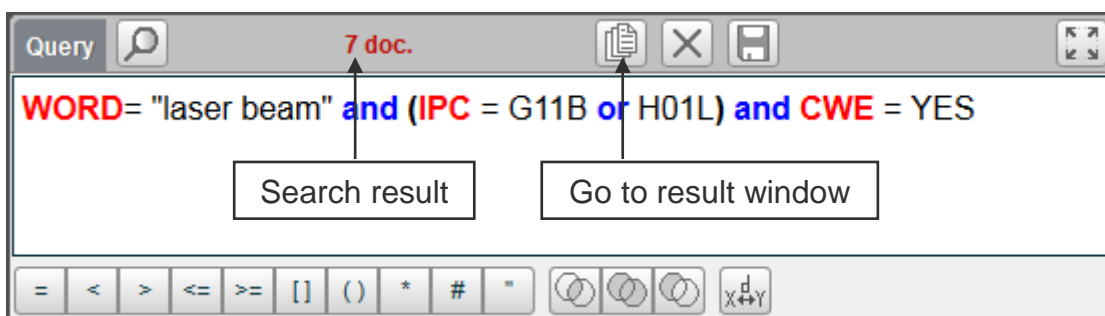 Query 7 doc.
WORD= "laser beam" and (IPC = G11B or H01L) and CWE = YES
Search result Go to result window
= < > <= >= [] () * # " X d Y